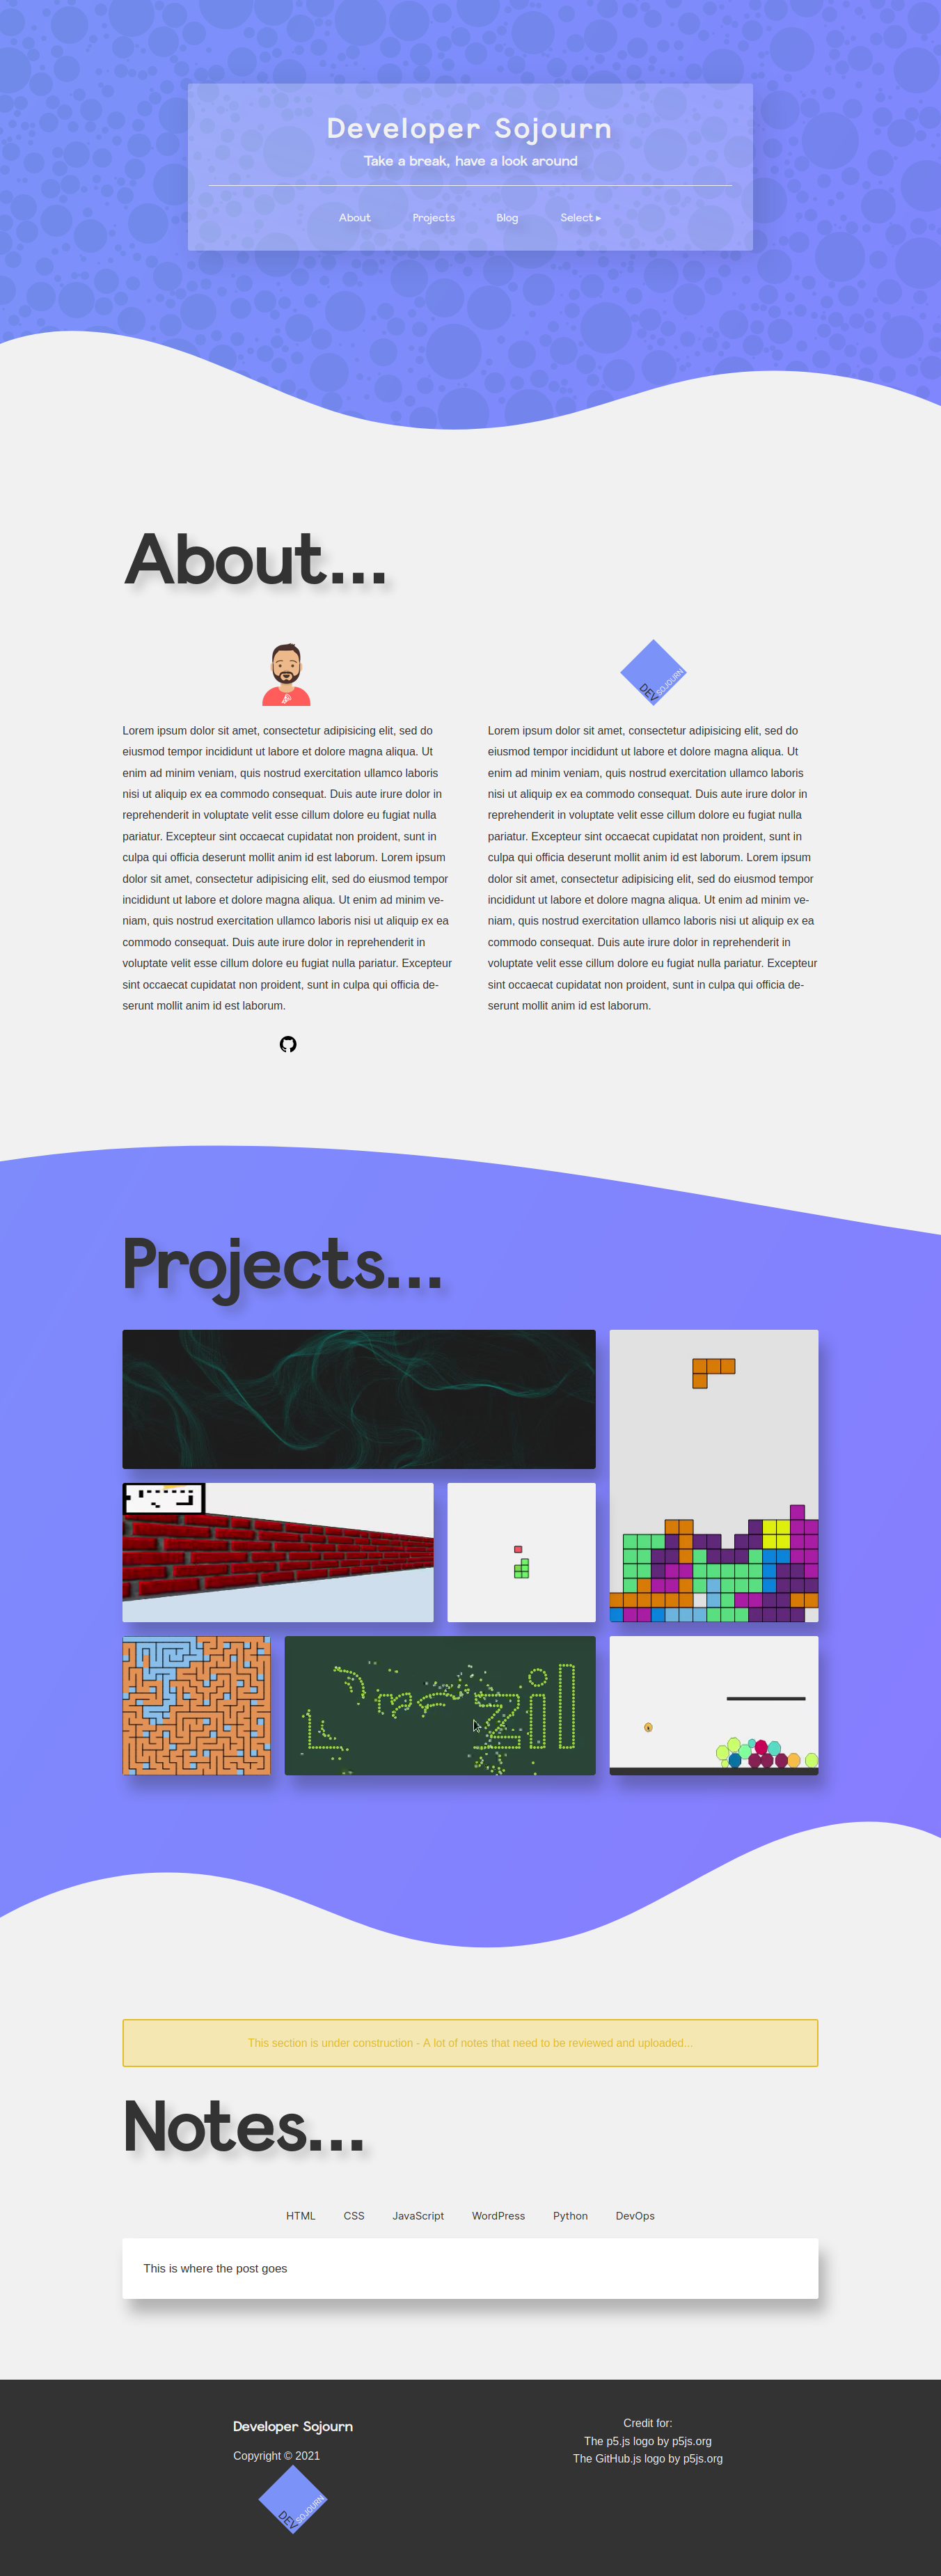 Developer Sojourn
Take a break, have a look around
About Projects Blog Select ▸
About...
DEV SOJOURN
Lorem ipsum dolor sit amet, consectetur adipisicing elit, sed do
eiusmod tempor incididunt ut labore et dolore magna aliqua. Ut
enim ad minim veniam, quis nostrud exercitation ullamco laboris
nisi ut aliquip ex ea commodo consequat. Duis aute irure dolor in
reprehenderit in voluptate velit esse cillum dolore eu fugiat nulla
pariatur. Excepteur sint occaecat cupidatat non proident, sunt in
culpa qui officia deserunt mollit anim id est laborum. Lorem ipsum
dolor sit amet, consectetur adipisicing elit, sed do eiusmod tempor
incididunt ut labore et dolore magna aliqua. Ut enim ad minim ve-
niam, quis nostrud exercitation ullamco laboris nisi ut aliquip ex ea
commodo consequat. Duis aute irure dolor in reprehenderit in
voluptate velit esse cillum dolore eu fugiat nulla pariatur. Excepteur
sint occaecat cupidatat non proident, sunt in culpa qui officia de-
serunt mollit anim id est laborum.
Lorem ipsum dolor sit amet, consectetur adipisicing elit, sed do
eiusmod tempor incididunt ut labore et dolore magna aliqua. Ut
enim ad minim veniam, quis nostrud exercitation ullamco laboris
nisi ut aliquip ex ea commodo consequat. Duis aute irure dolor in
reprehenderit in voluptate velit esse cillum dolore eu fugiat nulla
pariatur. Excepteur sint occaecat cupidatat non proident, sunt in
culpa qui officia deserunt mollit anim id est laborum. Lorem ipsum
dolor sit amet, consectetur adipisicing elit, sed do eiusmod tempor
incididunt ut labore et dolore magna aliqua. Ut enim ad minim ve-
niam, quis nostrud exercitation ullamco laboris nisi ut aliquip ex ea
commodo consequat. Duis aute irure dolor in reprehenderit in
voluptate velit esse cillum dolore eu fugiat nulla pariatur. Excepteur
sint occaecat cupidatat non proident, sunt in culpa qui officia de-
serunt mollit anim id est laborum.
Projects...
This section is under construction - A lot of notes that need to be reviewed and uploaded...
Notes...
HTML CSS JavaScript WordPress Python DevOps
This is where the post goes
Developer Sojourn
Copyright © 2021
DEV SOJOURN
Credit for:
The p5.js logo by p5js.org
The GitHub.js logo by p5js.org